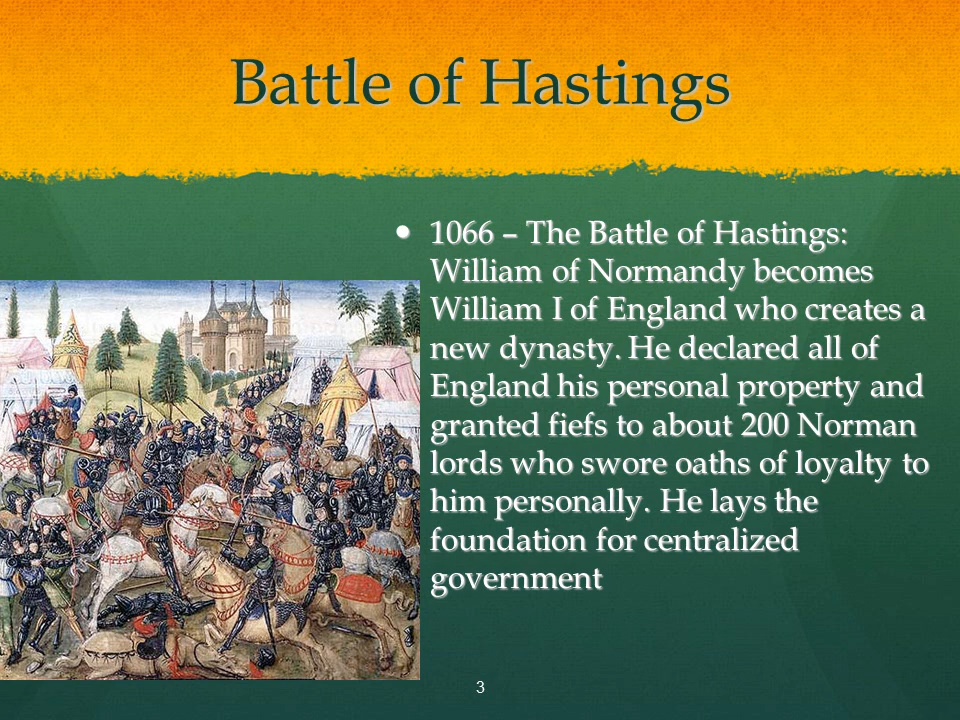 Battle of Hastings
• 1066 – The Battle of Hastings:
William of Normandy becomes
William I of England who creates a
new dynasty. He declared all of
England his personal property and
granted fiefs to about 200 Norman
lords who swore oaths of loyalty to
him personally. He lays the
foundation for centralized
government
3